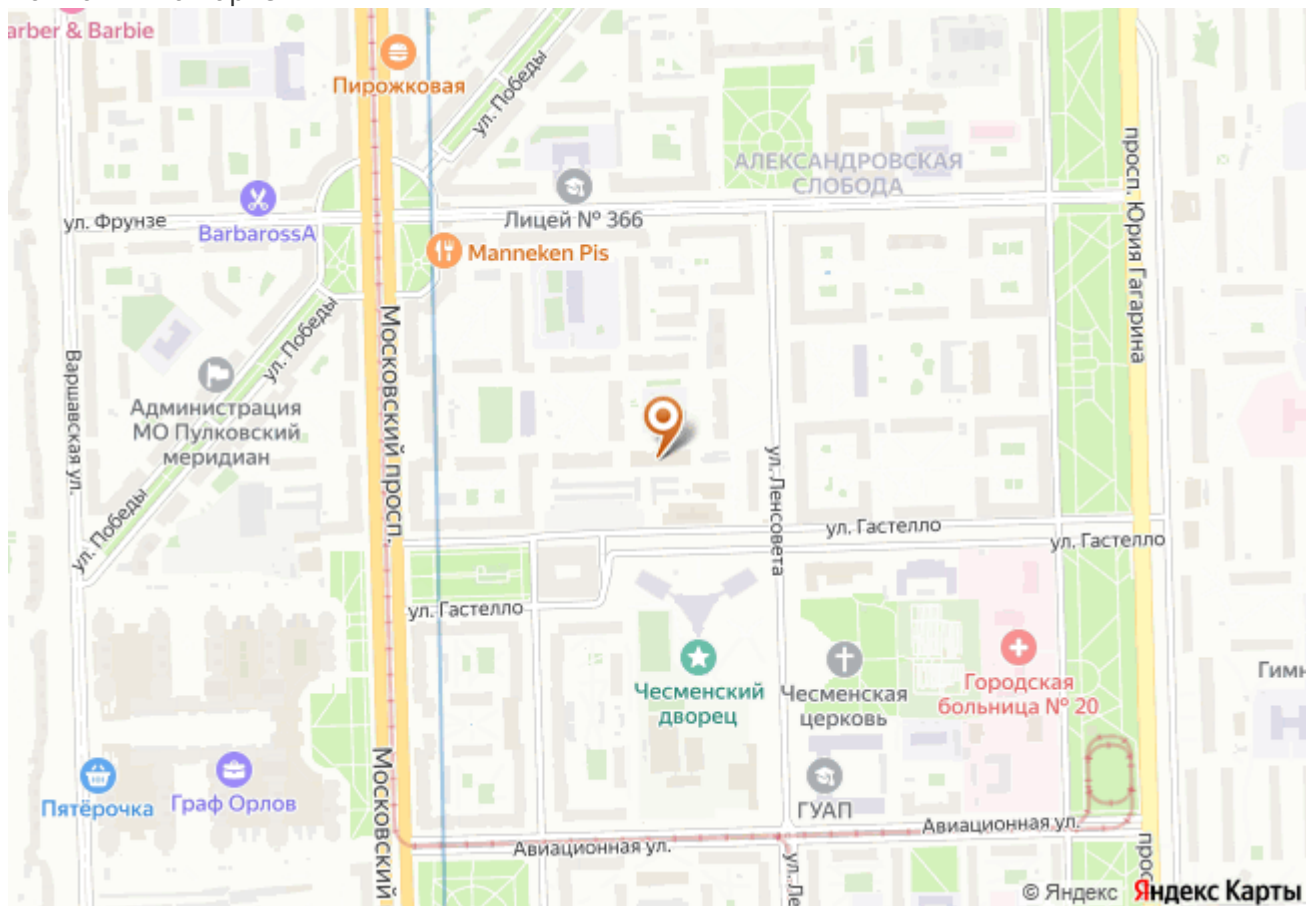 arber & Barbie
Пирожковая
ул. Победы
АЛЕКСАНДРОВСКАЯ
СЛОБОДА
просп. Юрия Гагарина
ул. Фрунзе
BarbarossA
Лицей № 366
Manneken Pis
ул. Победы
Московский просп.
Варшавская ул.
Администрация
МО Пулковский
меридиан
ул. Ленсовета
ул. Победы
ул. Гастелло
ул. Гастелло
ул. Гастелло
Чесменский
дворец
Чесменская
церковь
Городская
больница № 20
Гимн
Московский
Пятёрочка
Граф Орлов
ГУАП
Авиационная ул.
Авиационная ул.
ул. Ле
прос
© Яндекс Яндекс Карты